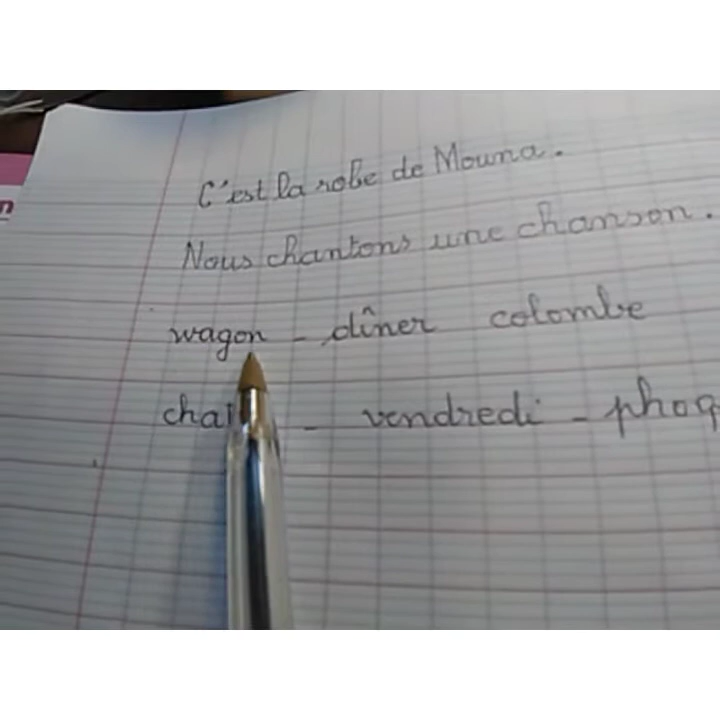 C'est la robe de Mouna.
Nous chantons une chanson.
wagon - dîner colombe
- vendredi -